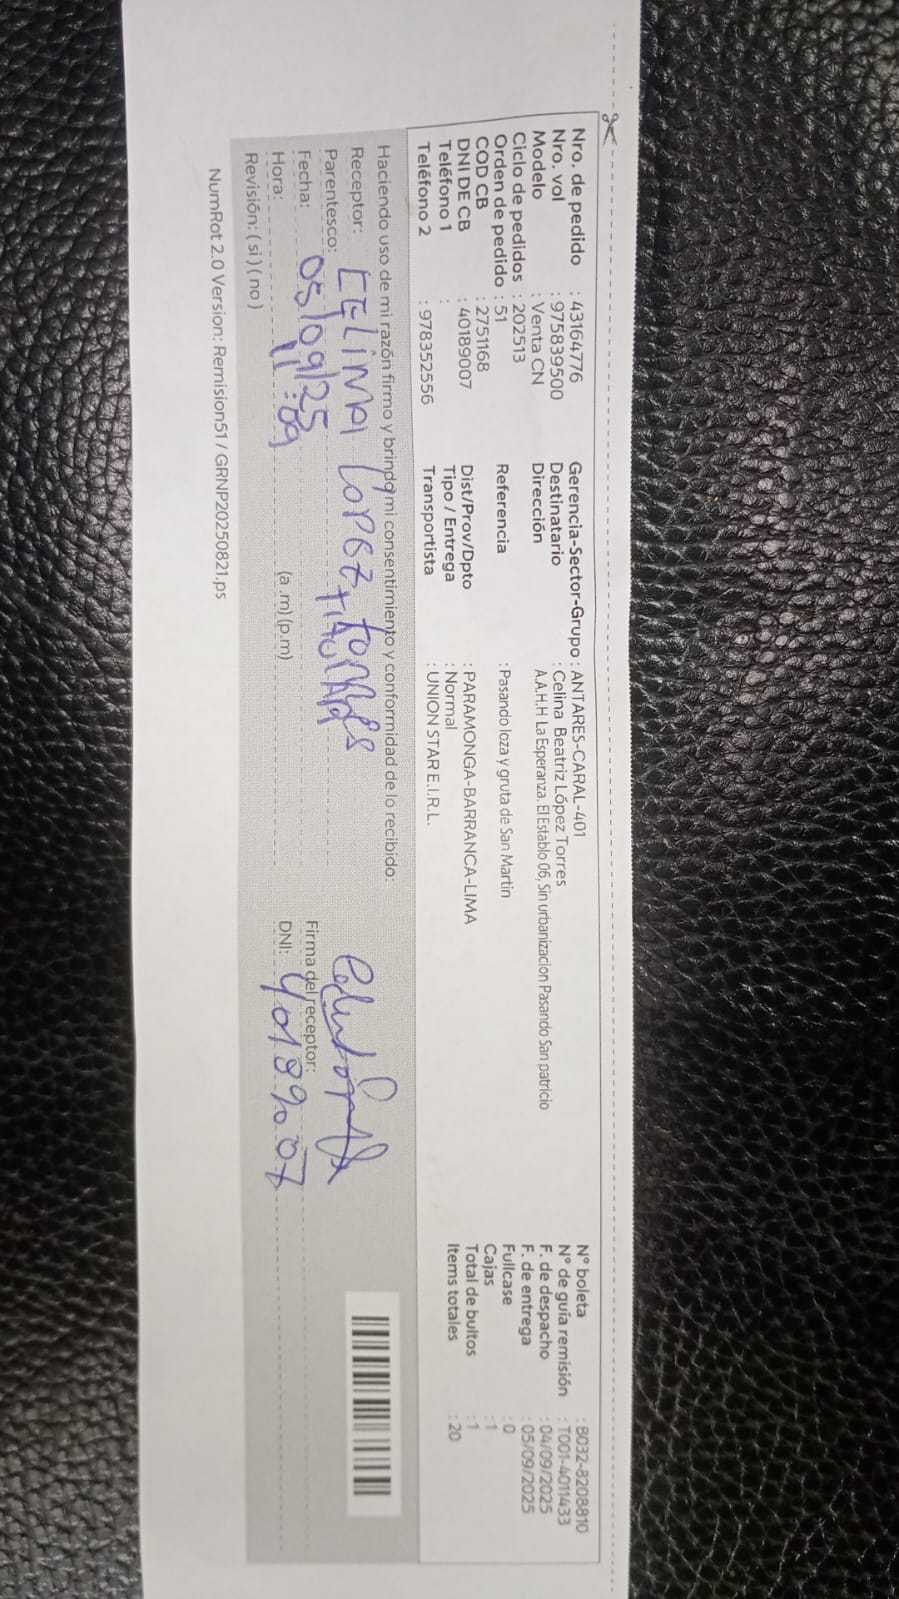 Nro. de pedido : 431647776
Nro. vol : 975839500
Modelo : Venta CN
Ciclo de pedidos : 202513
Orden de pedido : 51
COD CB : 2751168
DNI DE CB : 40189007
Teléfono 1 :
Teléfono 2 : 978352556
Gerencia-Sector-Grupo : ANTARES-CARAL-401
Destinatario : Celina Beatriz López Torres
Dirección : A.A.H.H La Esperanza. El Establo 06, Sin urbanizacion Pasando San patricio
Referencia : Pasando loza y gruta de San Martin
Dist/Prov/Dpto : PARAMONGA-BARRANCA-LIMA
Tipo / Entrega : Normal
Transportista : UNION STAR E.I.R.L.
N° boleta : B032-8208810
N° de guía remisión : T001-4011433
F. de despacho : 04/09/2025
F. de entrega : 05/09/2025
Fullcase : 0
Cajas : 1
Total de bultos : 1
Items totales : 20
Haciendo uso de mi razón firmo y brindo mi consentimiento y conformidad de lo recibido:
Receptor: CELINA LOPEZ TORRES
Parentesco: TITULAR
Fecha: 05/09/25
Hora: 11:09 (a.m) (p.m)
Revisión: ( si ) ( no )
Firma del receptor:
DNI: 40189007
NumRot 2.0 Version: Remision51 / GRNP20250821.ps